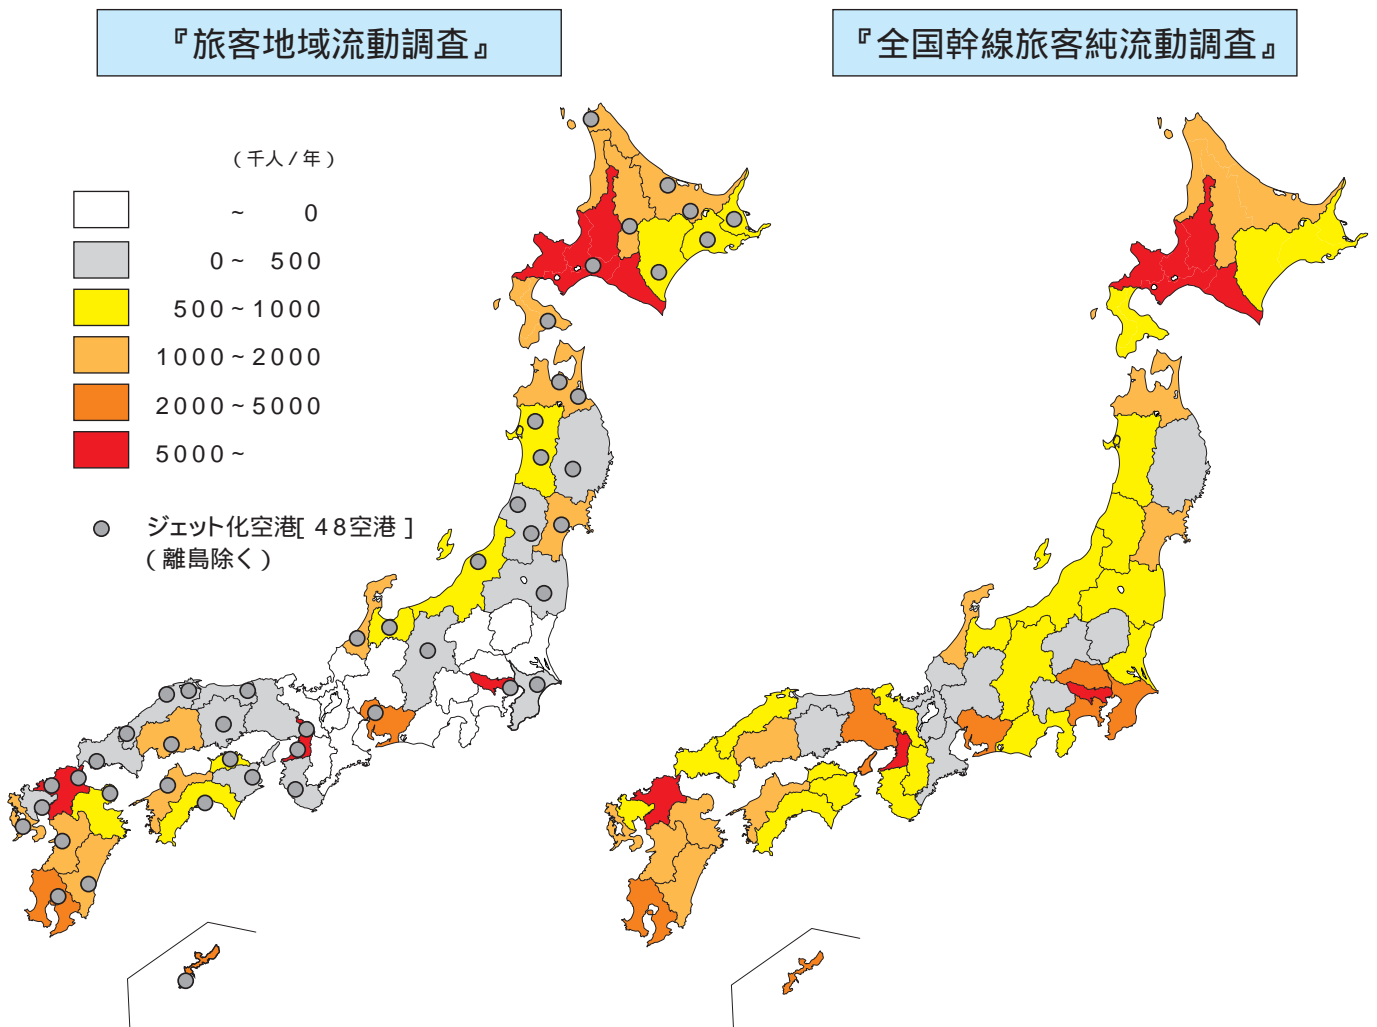 『旅客地域流動調査』
『全国幹線旅客純流動調査』
(千人/年)
~ 0
0~ 500
500~1000
1000~2000
2000~5000
5000~
ジェット化空港[ 48空港 ]
(離島除く)